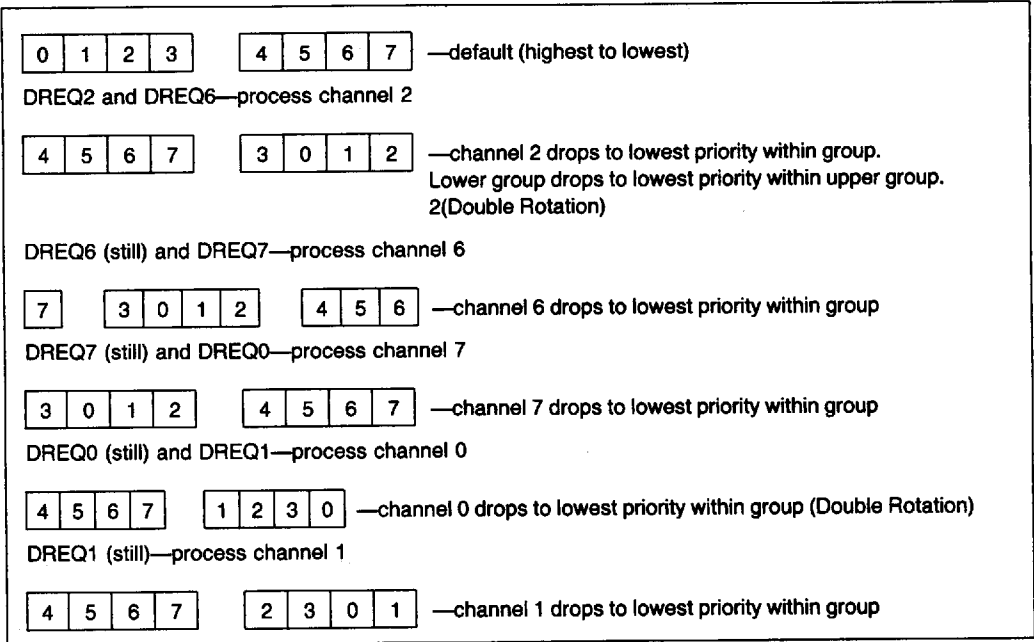 0 1 2 3 4 5 6 7 —default (highest to lowest)
DREQ2 and DREQ6—process channel 2
4 5 6 7 3 0 1 2 —channel 2 drops to lowest priority within group.
Lower group drops to lowest priority within upper group.
2(Double Rotation)
DREQ6 (still) and DREQ7—process channel 6
7 3 0 1 2 4 5 6 —channel 6 drops to lowest priority within group
DREQ7 (still) and DREQ0—process channel 7
3 0 1 2 4 5 6 7 —channel 7 drops to lowest priority within group
DREQ0 (still) and DREQ1—process channel 0
4 5 6 7 1 2 3 0 —channel 0 drops to lowest priority within group (Double Rotation)
DREQ1 (still)—process channel 1
4 5 6 7 2 3 0 1 —channel 1 drops to lowest priority within group